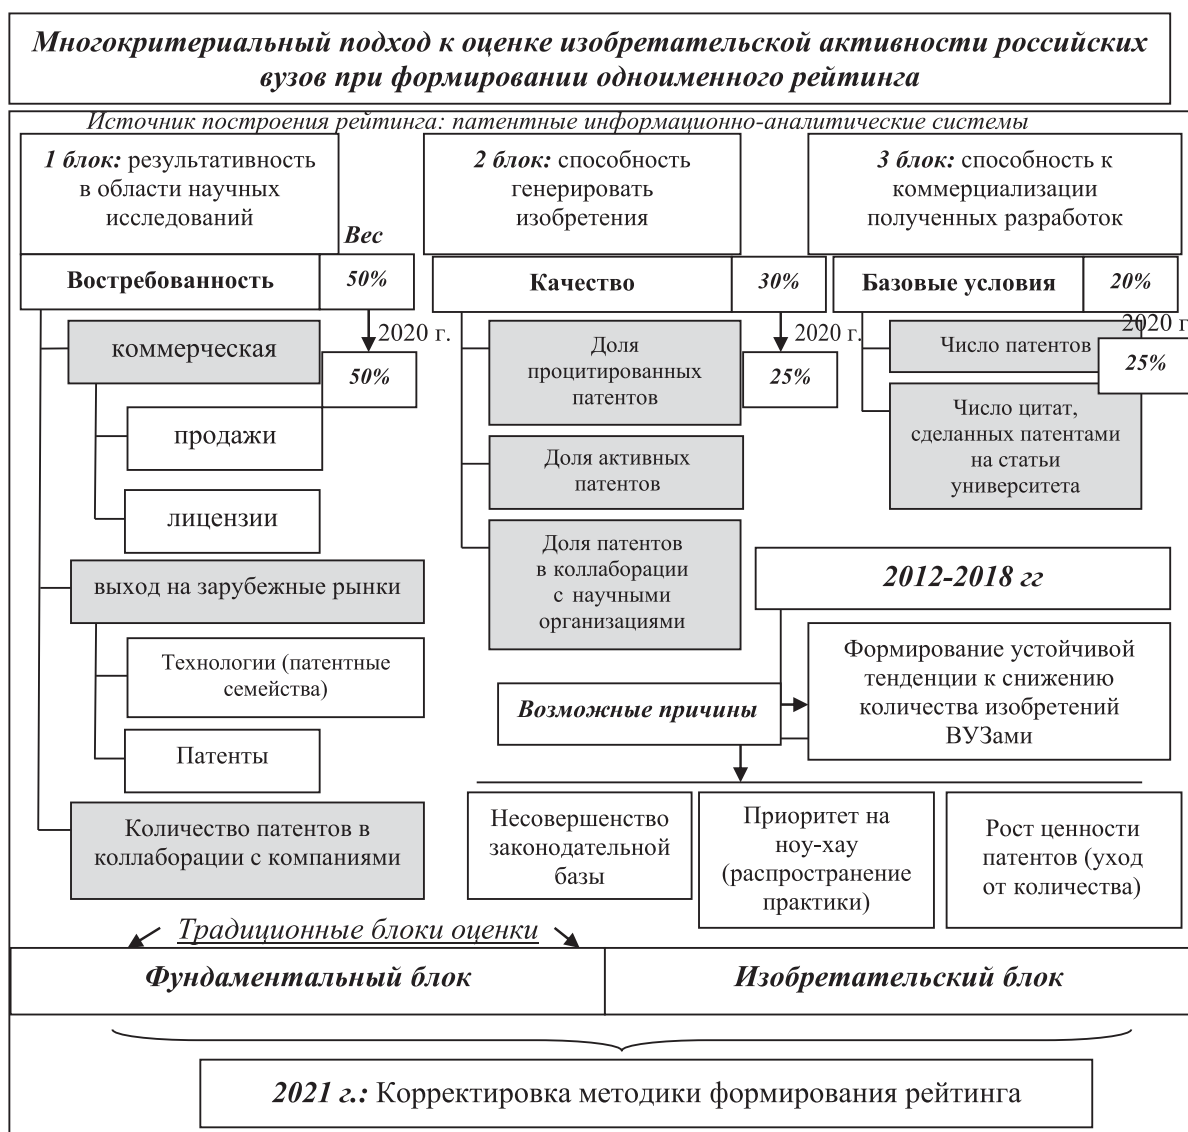 Многокритериальный подход к оценке изобретательской активности российских
вузов при формировании одноименного рейтинга
Источник построения рейтинга: патентные информационно-аналитические системы
1 блок: результативность
в области научных
исследований
Вес
Востребованность
50%
2020 г.
50%
коммерческая
продажи
лицензии
выход на зарубежные рынки
Технологии (патентные
семейства)
Патенты
Количество патентов в
коллаборации с компаниями
2 блок: способность
генерировать
изобретения
Качество
30%
2020 г.
25%
Доля
процитированных
патентов
Доля активных
патентов
Доля патентов
в коллаборации
с научными
организациями
3 блок: способность к
коммерциализации
полученных разработок
Базовые условия
20%
2020 г
25%
Число патентов
Число цитат,
сделанных патентами
на статьи
университета
2012-2018 гг
Формирование устойчивой
тенденции к снижению
количества изобретений
ВУЗами
Возможные причины
Несовершенство
законодательной
базы
Приоритет на
ноу-хау
(распространение
практики)
Рост ценности
патентов (уход
от количества)
Традиционные блоки оценки
Фундаментальный блок
Изобретательский блок
2021 г.: Корректировка методики формирования рейтинга